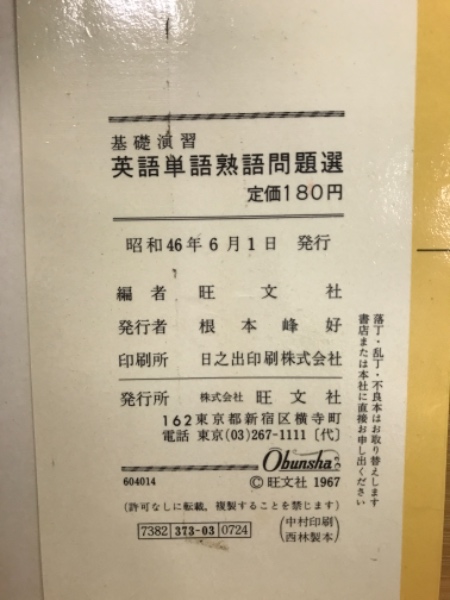 基礎演習
英語単語熟語問題選
定価180円
昭和46年6月1日 発行
編者 旺文社
発行者 根本峰好
印刷所 日之出印刷株式会社
発行所 株式会社 旺文社
162東京都新宿区横寺町
電話 東京(03)267-1111〔代〕
Obunsha
604014
©旺文社 1967
(許可なしに転載、複製することを禁じます)
7382 373-03 0724
(中村印刷
西林製本)
落丁・乱丁・不良本はお取り替えします
書店または本社に直接お申し出ください